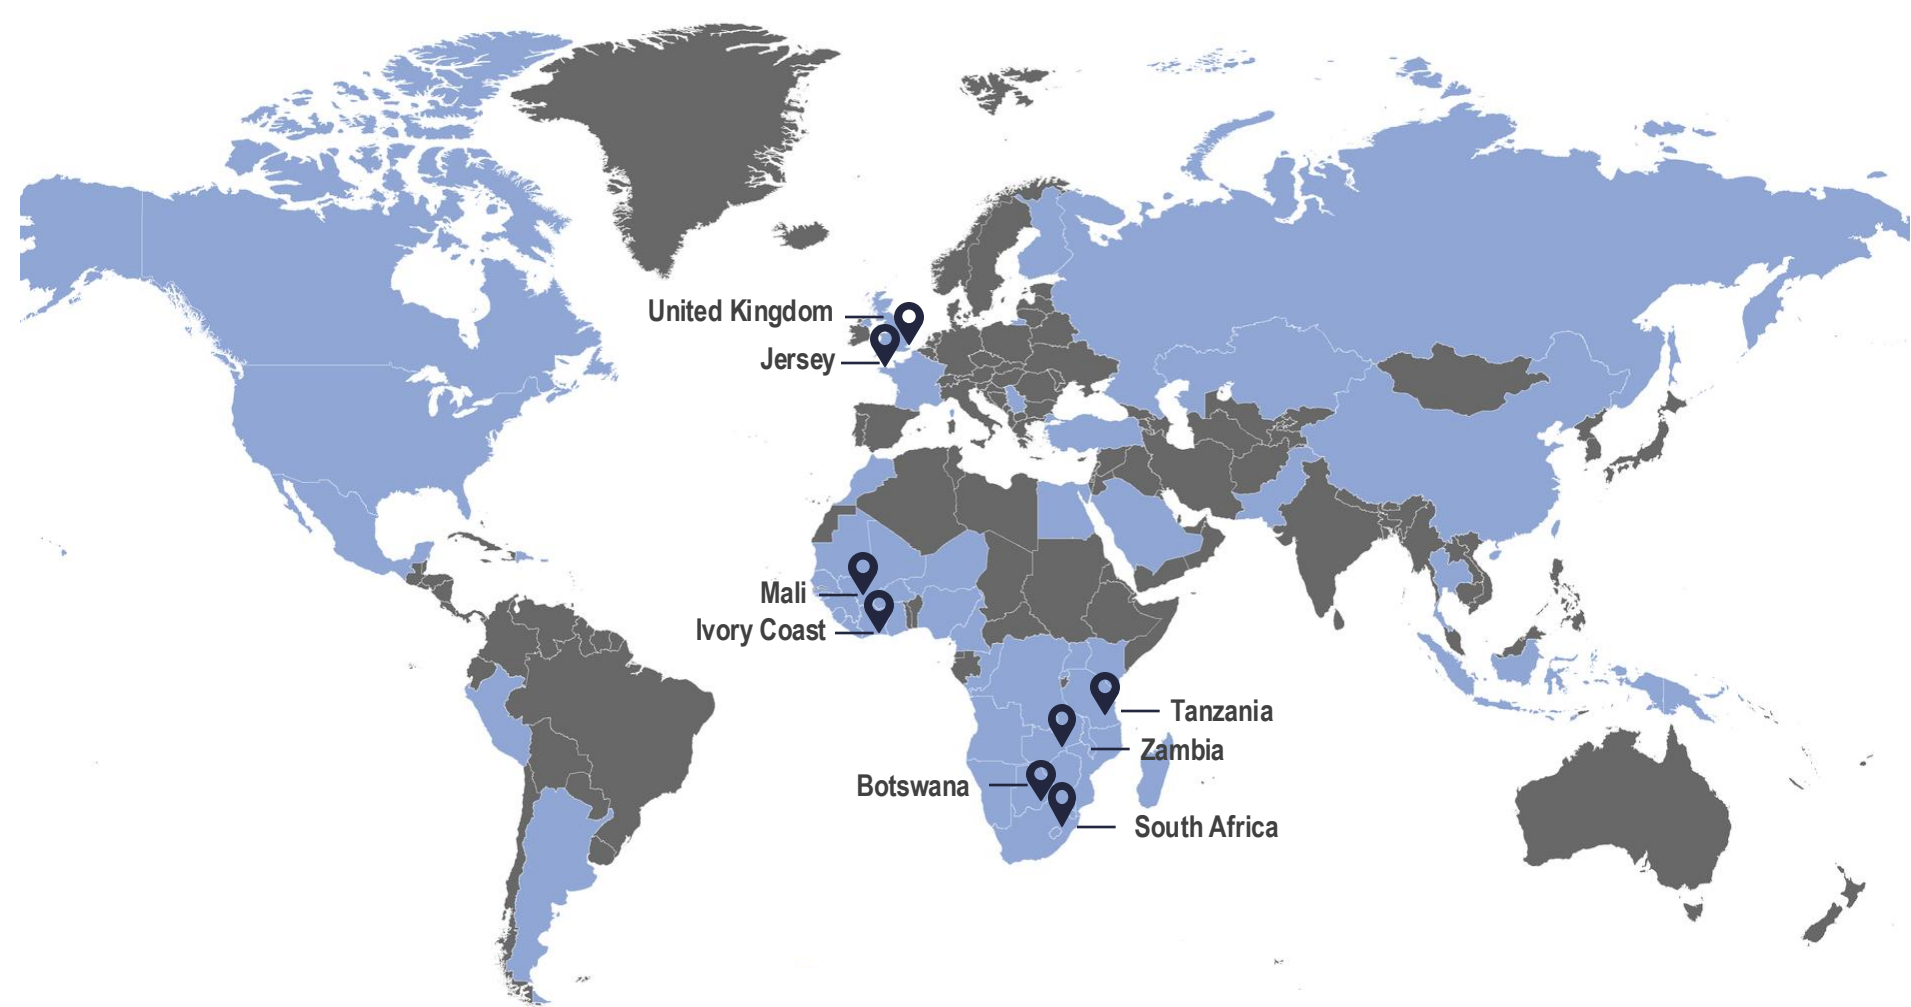 United Kingdom
Jersey
Mali
Ivory Coast
Tanzania
Zambia
Botswana
South Africa